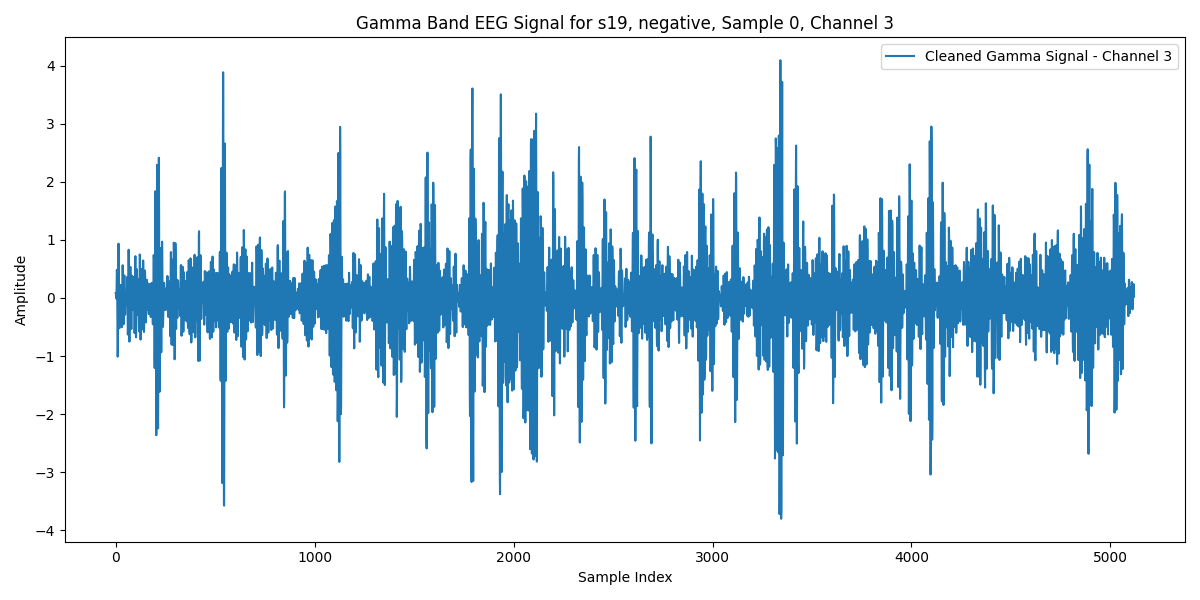 Gamma Band EEG Signal for s19, negative, Sample 0, Channel 3
Cleaned Gamma Signal - Channel 3
4
3
2
1
0
−1
−2
−3
−4
Amplitude
0 1000 2000 3000 4000 5000
Sample Index